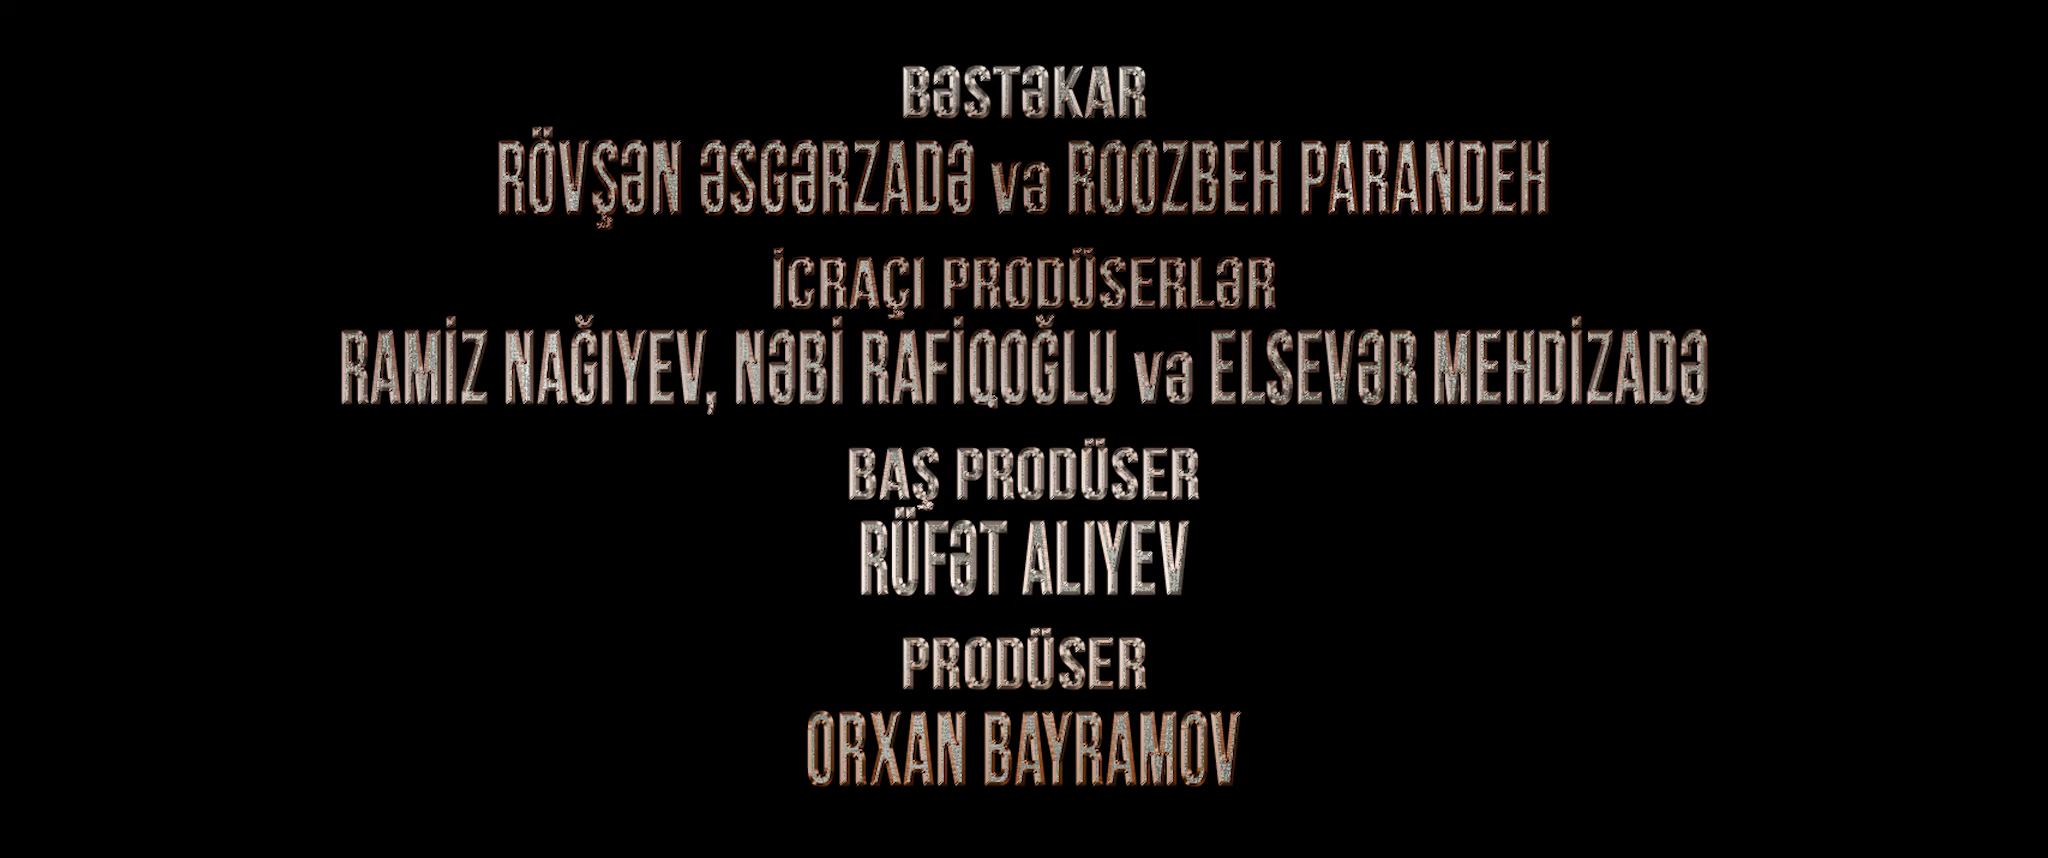 BƏSTƏKAR
RÖVŞƏN ƏSGƏRZADƏ və ROOZBEH PARANDEH
İCRAÇI PRODÜSERLƏR
RAMİZ NAĞIYEV, NƏBİ RAFİQOĞLU və ELSEVƏR MEHDİZADƏ
BAŞ PRODÜSER
RÜFƏT ALIYEV
PRODÜSER
ORXAN BAYRAMOV